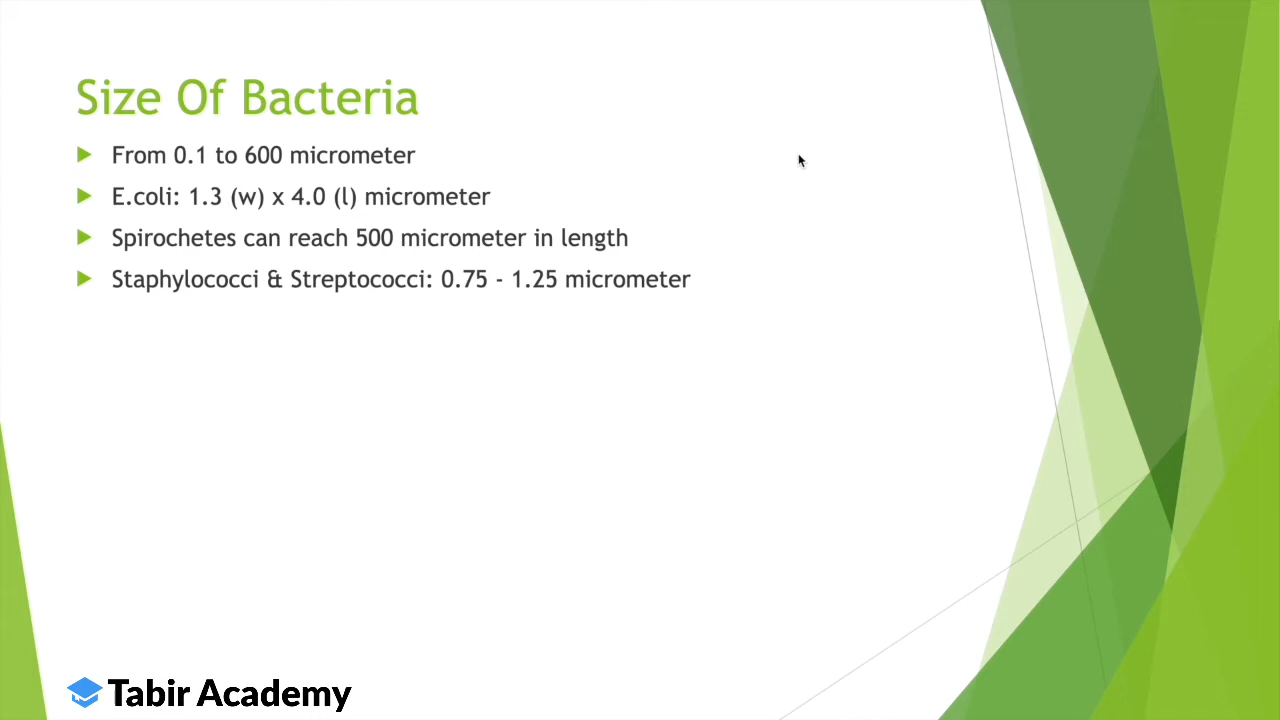 Size Of Bacteria
From 0.1 to 600 micrometer
E.coli: 1.3 (w) x 4.0 (l) micrometer
Spirochetes can reach 500 micrometer in length
Staphylococci & Streptococci: 0.75 - 1.25 micrometer
Tabir Academy